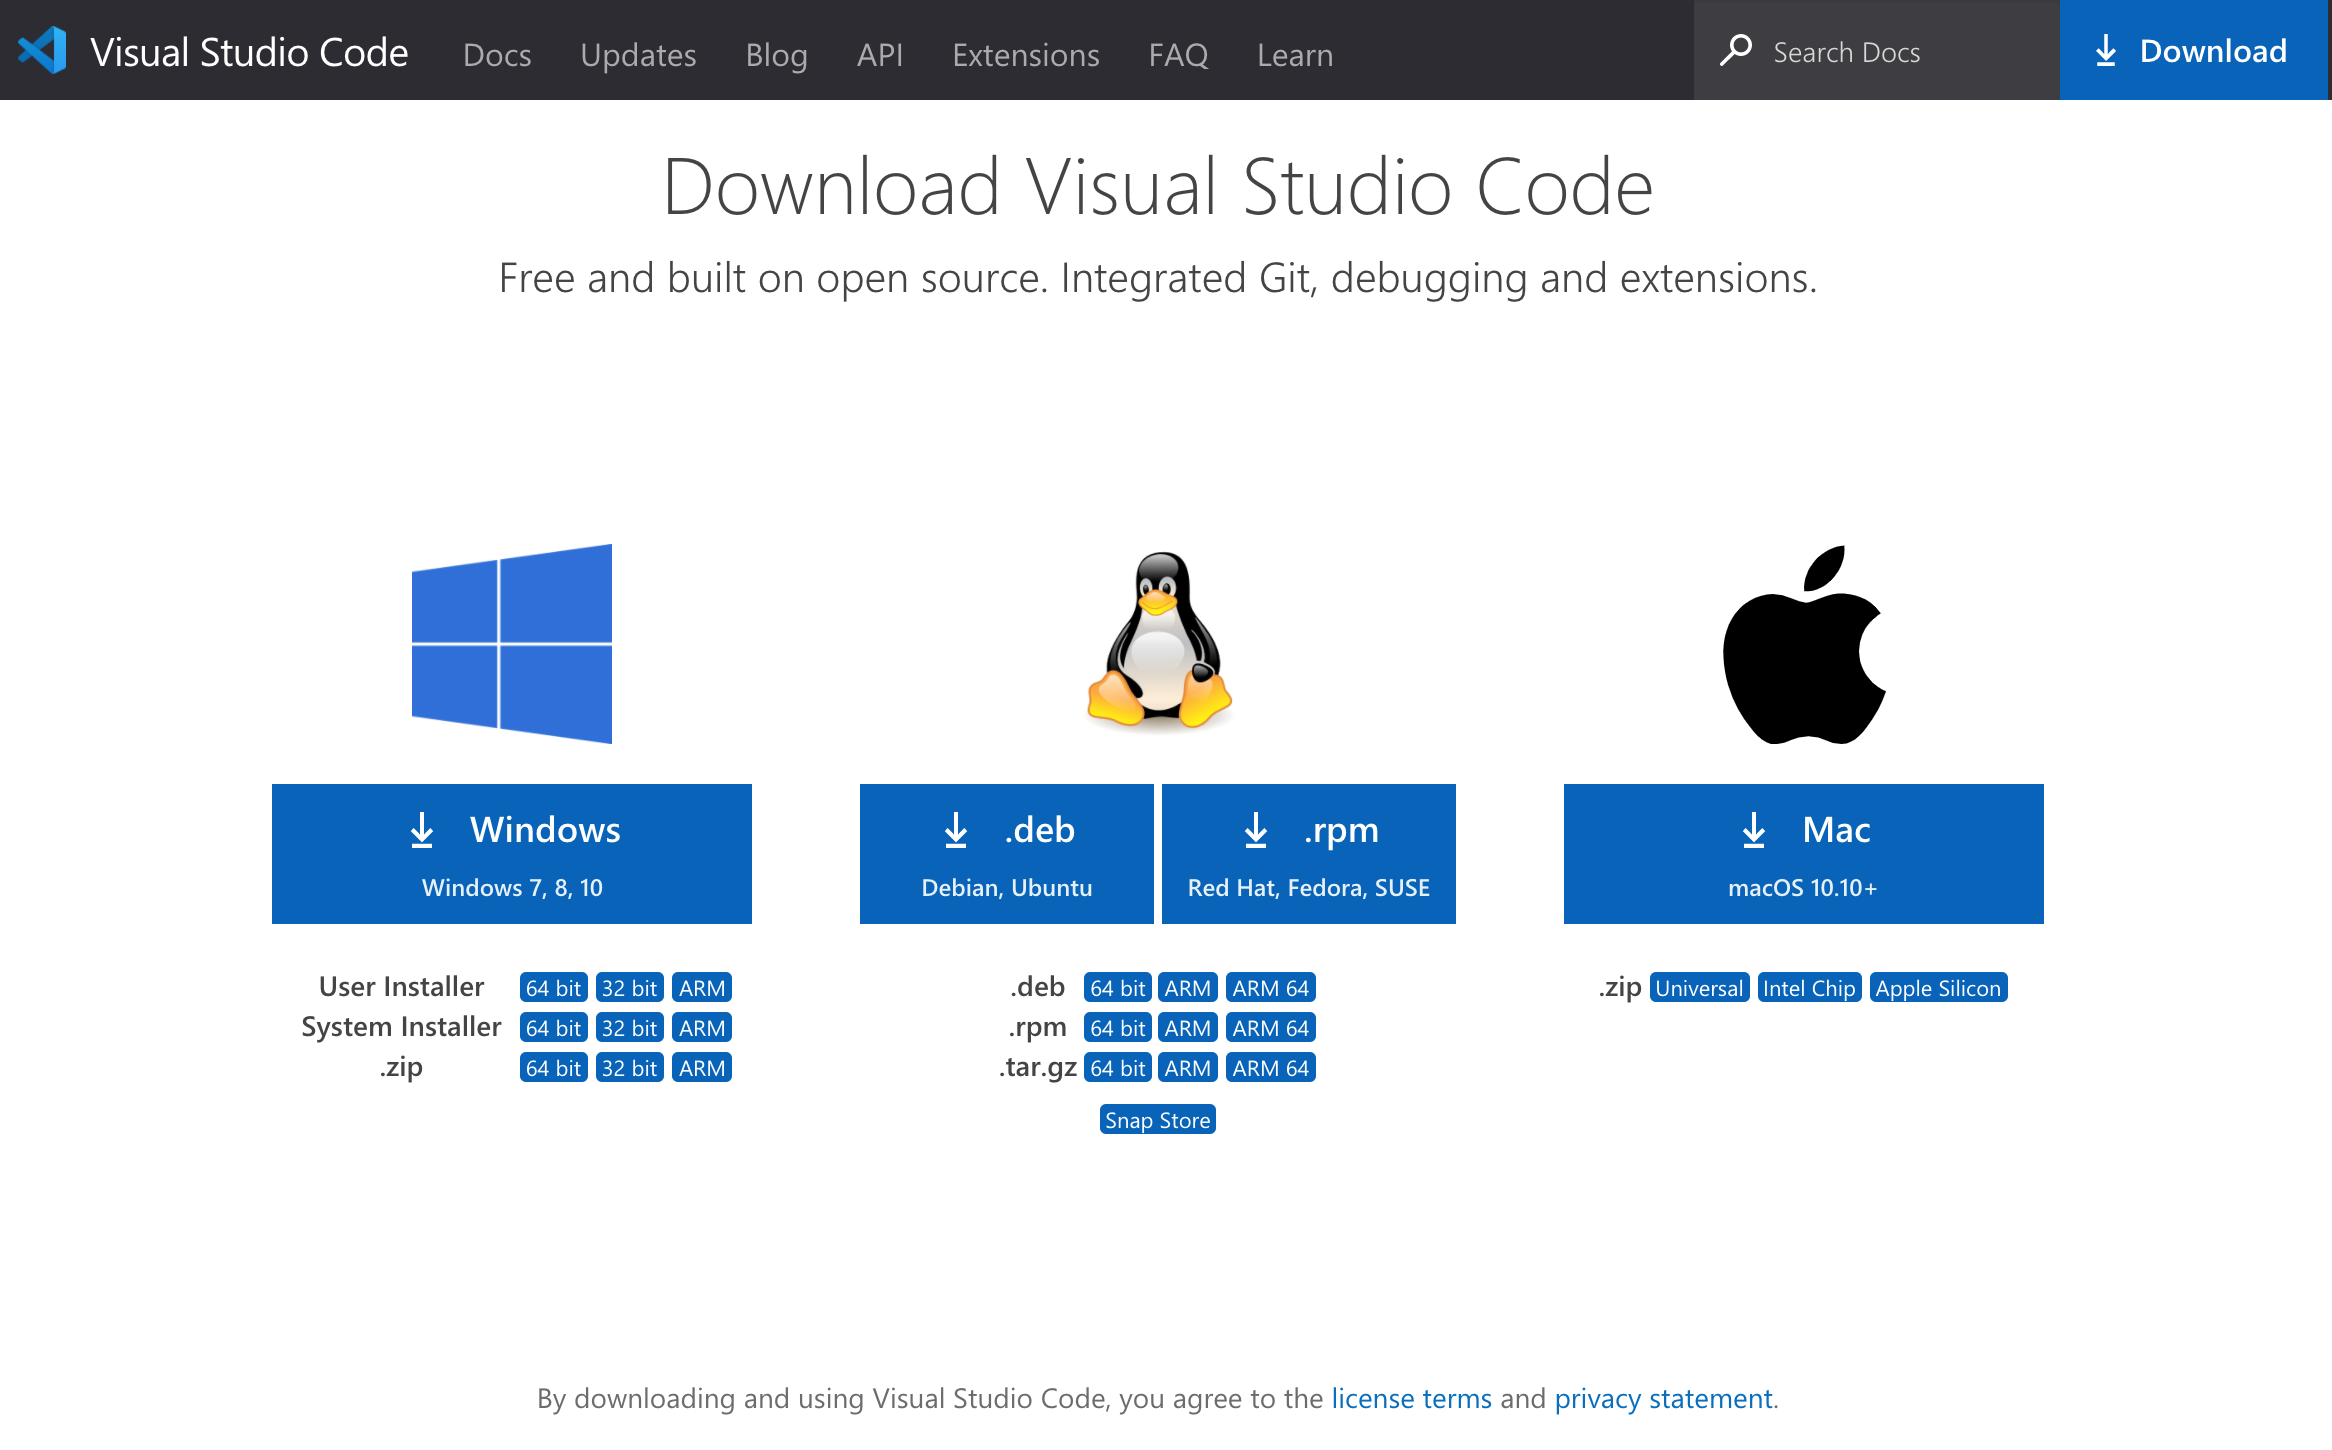 Visual Studio Code Docs Updates Blog API Extensions FAQ Learn Search Docs Download
Download Visual Studio Code
Free and built on open source. Integrated Git, debugging and extensions.
Windows
Windows 7, 8, 10
User Installer 64 bit 32 bit ARM
System Installer 64 bit 32 bit ARM
.zip 64 bit 32 bit ARM
.deb
Debian, Ubuntu
.rpm
Red Hat, Fedora, SUSE
.deb 64 bit ARM ARM 64
.rpm 64 bit ARM ARM 64
.tar.gz 64 bit ARM ARM 64
Snap Store
Mac
macOS 10.10+
.zip Universal Intel Chip Apple Silicon
By downloading and using Visual Studio Code, you agree to the license terms and privacy statement.